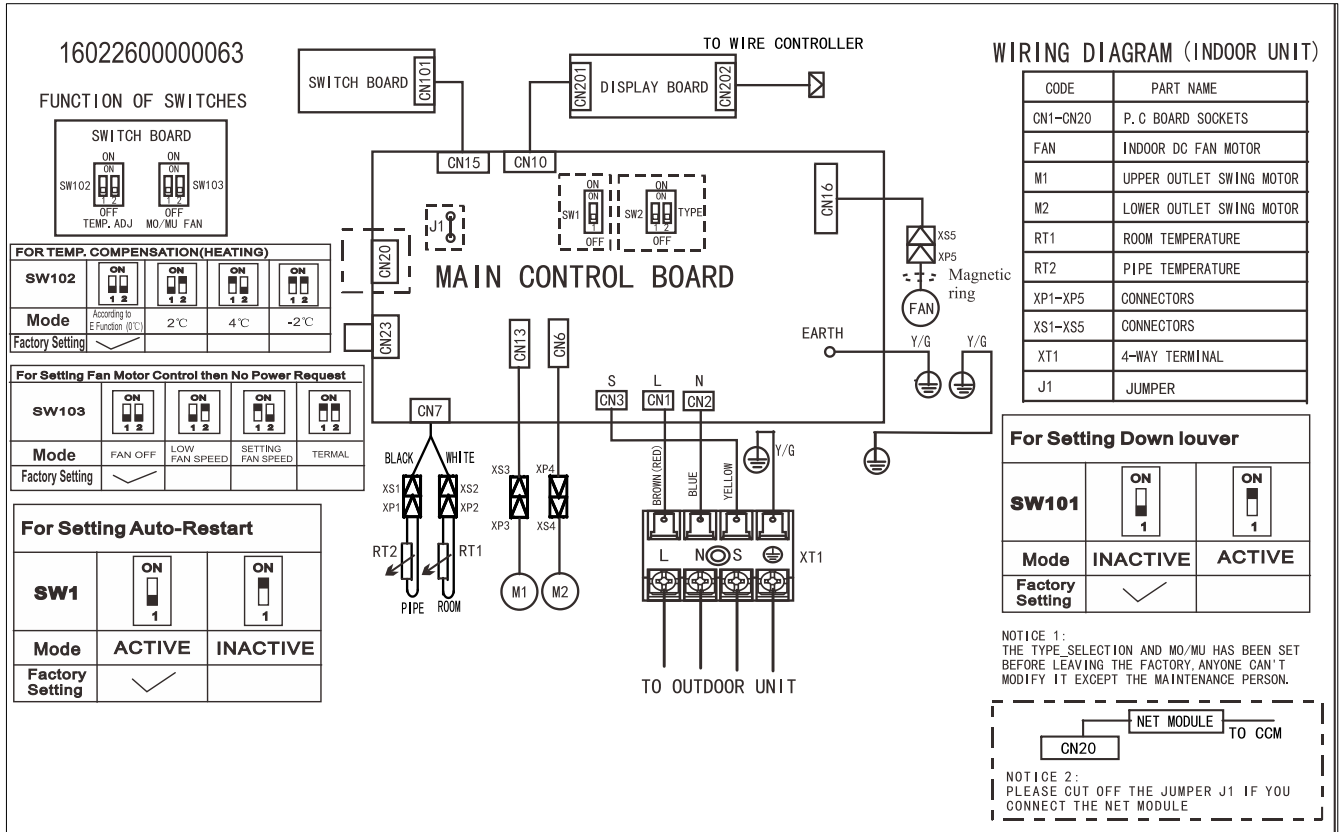 16022600000063
FUNCTION OF SWITCHES
SWITCH BOARD
ON ON
ON ON
SW102 SW103
1 2 1 2
OFF OFF
TEMP. ADJ MO/MU FAN
FOR TEMP. COMPENSATION(HEATING)
SW102
ON ON ON ON
1 2 1 2 1 2 1 2
Mode
According to
E Function (0℃)
2℃ 4℃ -2℃
Factory Setting
For Setting Fan Motor Control then No Power Request
SW103
ON ON ON ON
1 2 1 2 1 2 1 2
Mode
FAN OFF
LOW
FAN SPEED
SETTING
FAN SPEED
TERMAL
Factory Setting
For Setting Auto-Restart
SW1
ON ON
1 1
Mode ACTIVE INACTIVE
Factory
Setting
SWITCH BOARD
CN101
CN201
DISPLAY BOARD
CN202
TO WIRE CONTROLLER
CN15
CN10
J1
CN20
CN23
ON
ON
SW1
1
OFF
ON
ON
SW2
TYPE
1 2
OFF
CN16
MAIN CONTROL BOARD
XS5
XP5
Magnetic
ring
FAN
EARTH
Y/G
Y/G
CN13
CN6
S L N
CN3 CN1 CN2
CN7
BLACK WHITE
XS1 XS2
XP1 XP2
RT2 RT1
PIPE ROOM
XS3
XP3
M1
XP4
XS4
M2
BROWN(RED)
BLUE
YELLOW
Y/G
L N S
XT1
TO OUTDOOR UNIT
WIRING DIAGRAM (INDOOR UNIT)
CODE PART NAME
CN1-CN20 P.C BOARD SOCKETS
FAN INDOOR DC FAN MOTOR
M1 UPPER OUTLET SWING MOTOR
M2 LOWER OUTLET SWING MOTOR
RT1 ROOM TEMPERATURE
RT2 PIPE TEMPERATURE
XP1-XP5 CONNECTORS
XS1-XS5 CONNECTORS
XT1 4-WAY TERMINAL
J1 JUMPER
For Setting Down louver
SW101
ON ON
1 1
Mode INACTIVE ACTIVE
Factory
Setting
NOTICE 1:
THE TYPE_SELECTION AND MO/MU HAS BEEN SET
BEFORE LEAVING THE FACTORY, ANYONE CAN'T
MODIFY IT EXCEPT THE MAINTENANCE PERSON.
NET MODULE
TO CCM
CN20
NOTICE 2:
PLEASE CUT OFF THE JUMPER J1 IF YOU
CONNECT THE NET MODULE